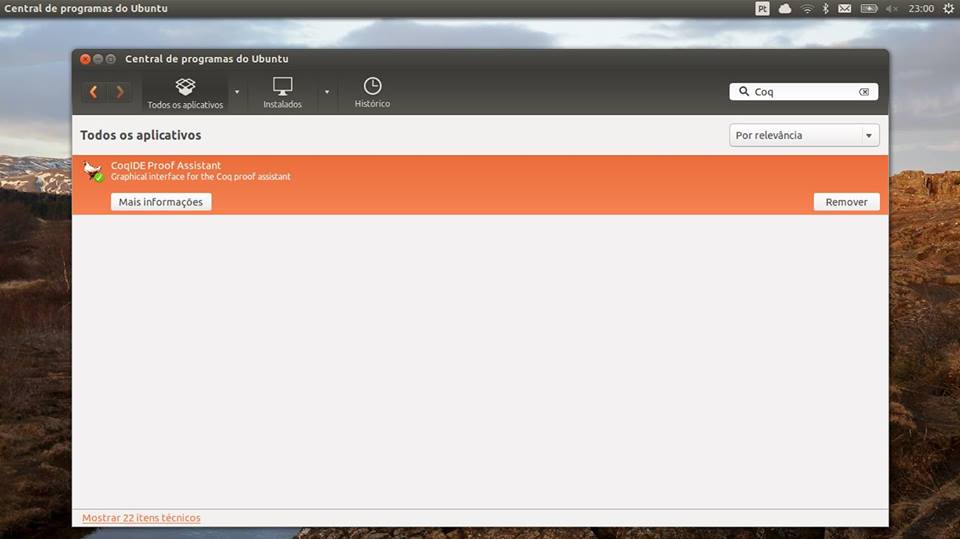 Central de programas do Ubuntu
Pt
23:00
Central de programas do Ubuntu
Todos os aplicativos
Instalados
Histórico
Coq
Todos os aplicativos
Por relevância
CoqIDE Proof Assistant
Graphical interface for the Coq proof assistant
Mais informações
Remover
Mostrar 22 itens técnicos